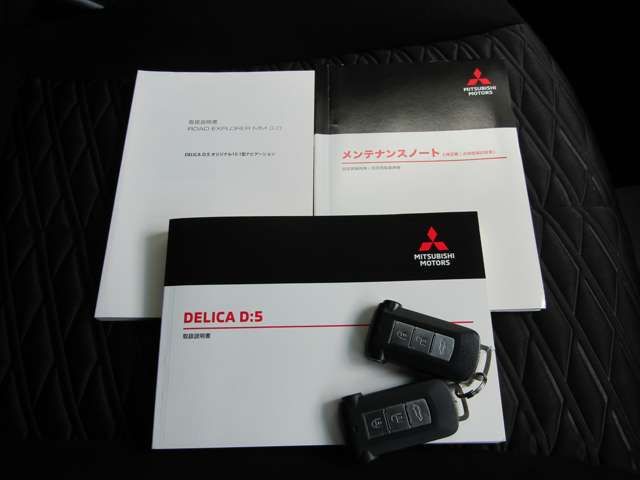 取扱説明書
ROAD EXPLORER MM 3.0
DELICA D:5 オリジナル10.1型ナビゲーション
MITSUBISHI
MOTORS
メンテナンスノート
MITSUBISHI
MOTORS
DELICA D:5
取扱説明書